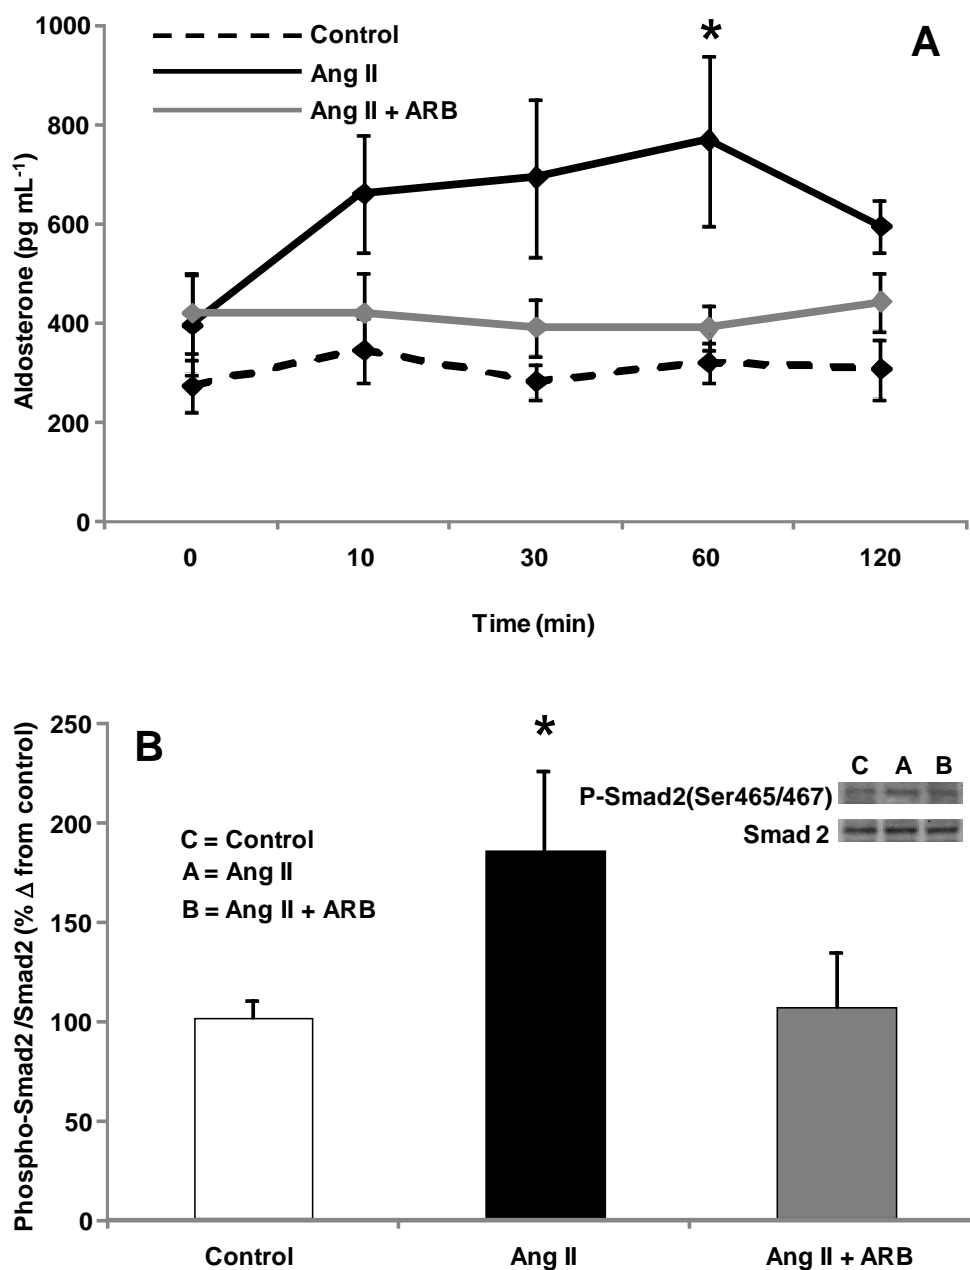 1000
Control
*
A
Ang II
Ang II + ARB
800
600
400
200
0
Aldosterone (pg mL⁻¹)
0 10 30 60 120
Time (min)
250
B
*
C A B
P-Smad2(Ser465/467)
Smad 2
200
C = Control
A = Ang II
B = Ang II + ARB
150
100
50
0
Phospho-Smad2/Smad2 (% Δ from control)
Control Ang II Ang II + ARB